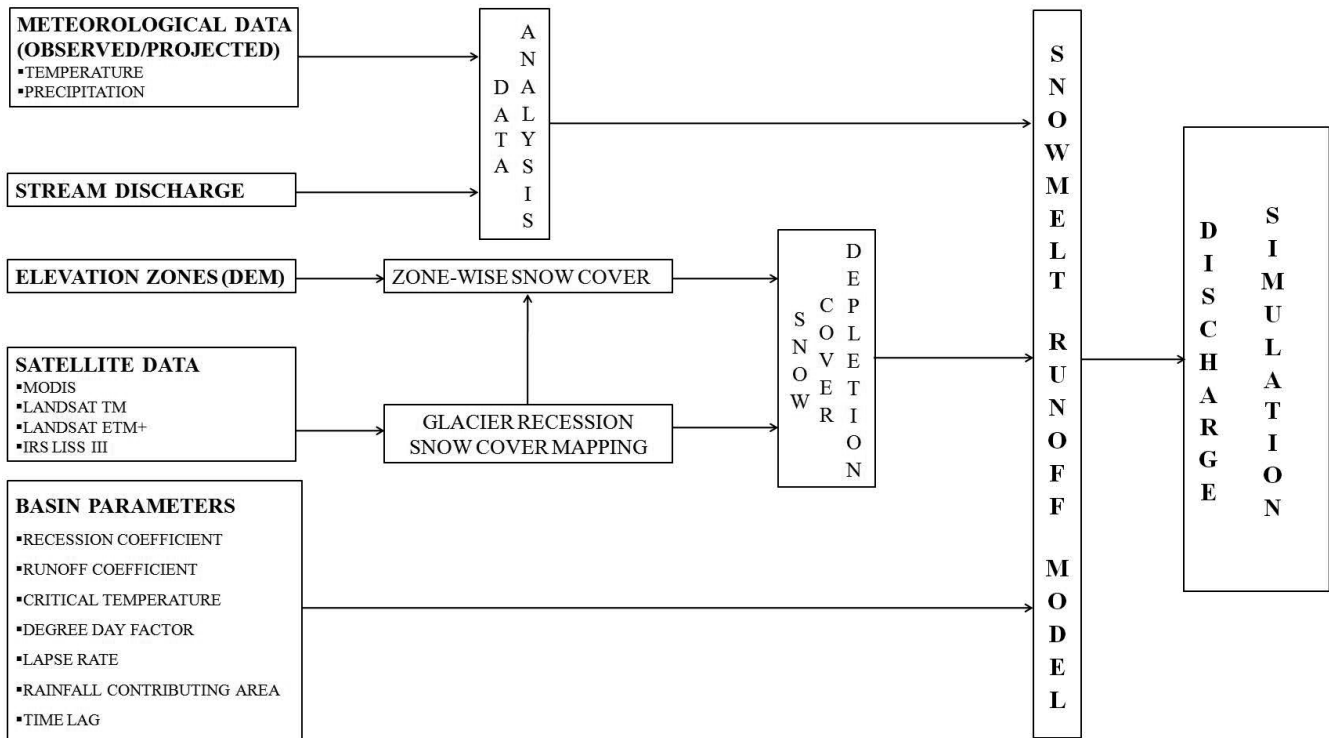 METEOROLOGICAL DATA
(OBSERVED/PROJECTED)
▪TEMPERATURE
▪PRECIPITATION
STREAM DISCHARGE
ELEVATION ZONES (DEM)
SATELLITE DATA
▪MODIS
▪LANDSAT TM
▪LANDSAT ETM+
▪IRS LISS III
BASIN PARAMETERS
▪RECESSION COEFFICIENT
▪RUNOFF COEFFICIENT
▪CRITICAL TEMPERATURE
▪DEGREE DAY FACTOR
▪LAPSE RATE
▪RAINFALL CONTRIBUTING AREA
▪TIME LAG
DATA
ANALYSIS
ZONE-WISE SNOW COVER
GLACIER RECESSION
SNOW COVER MAPPING
SNOW
COVER
DEPLETION
SNOWMELT RUNOFF MODEL
DISCHARGE
SIMULATION